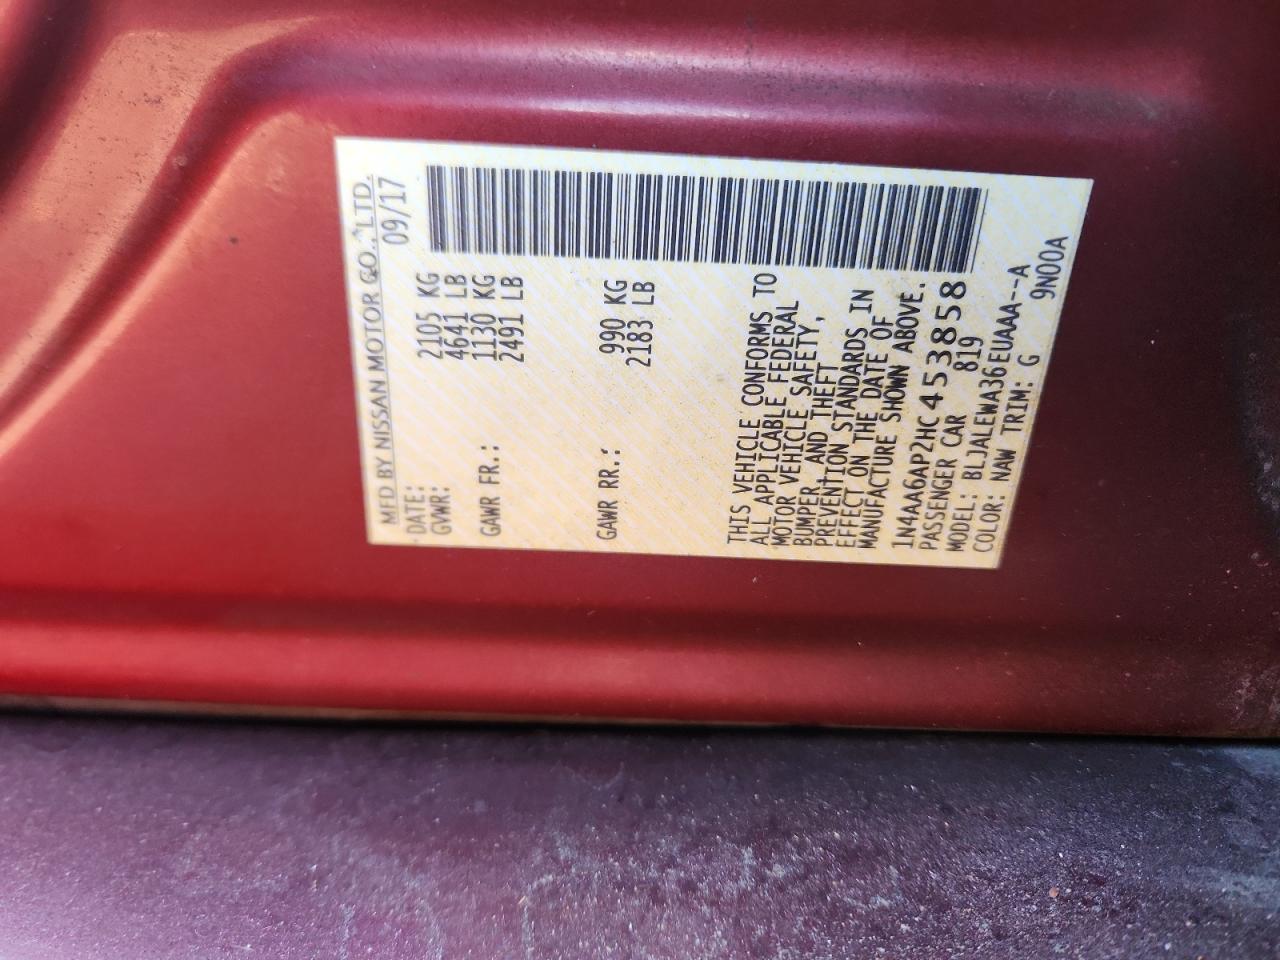 MFD BY NISSAN MOTOR CO., LTD.
DATE: 09/17
GVWR: 2105 KG
4641 LB
GAWR FR.: 1130 KG
2491 LB
GAWR RR.: 990 KG
2183 LB
THIS VEHICLE CONFORMS TO
ALL APPLICABLE FEDERAL
MOTOR VEHICLE SAFETY,
BUMPER, AND THEFT
PREVENTION STANDARDS IN
EFFECT ON THE DATE OF
MANUFACTURE SHOWN ABOVE.
1N4AA6AP2HC453858
PASSENGER CAR 819
MODEL: BLJALEWA36EUAAA--A
COLOR: NAW TRIM: G 9N00A